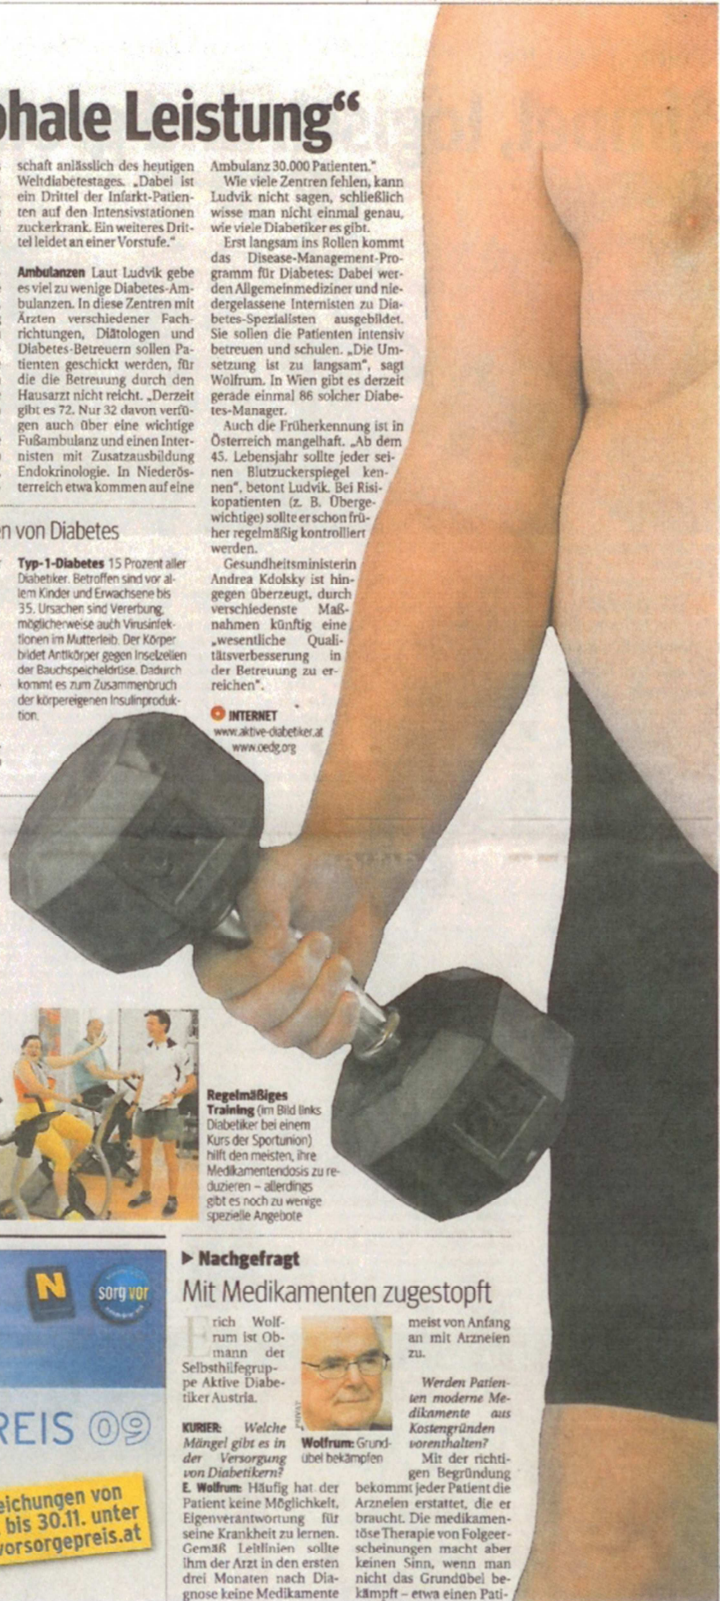 phale Leistung“
schaft anlässlich des heutigen
Weltdiabetestages. „Dabei ist
ein Drittel der Infarkt-Patien-
ten auf den Intensivstationen
zuckerkrank. Ein weiteres Drit-
tel leidet an einer Vorstufe.“
Ambulanzen Laut Ludvik gebe
es viel zu wenige Diabetes-Am-
bulanzen. In diese Zentren mit
Ärzten verschiedener Fach-
richtungen, Diätologen und
Diabetes-Betreuern sollen Pa-
tienten geschickt werden, für
die die Betreuung durch den
Hausarzt nicht reicht. „Derzeit
gibt es 72. Nur 32 davon verfü-
gen auch über eine wichtige
Fußambulanz und einen Inter-
nisten mit Zusatzausbildung
Endokrinologie. In Niederös-
terreich etwa kommen auf eine
Ambulanz 30.000 Patienten.“
Wie viele Zentren fehlen, kann
Ludvik nicht sagen, schließlich
wisse man nicht einmal genau,
wie viele Diabetiker es gibt.
Erst langsam ins Rollen kommt
das Disease-Management-Pro-
gramm für Diabetes: Dabei wer-
den Allgemeinmediziner und nie-
dergelassene Internisten zu Dia-
betes-Spezialisten ausgebildet.
Sie sollen die Patienten intensiv
betreuen und schulen. „Die Um-
setzung ist zu langsam“, sagt
Wolfrum. In Wien gibt es derzeit
gerade einmal 86 solcher Diabe-
tes-Manager.
Auch die Früherkennung ist in
Österreich mangelhaft. „Ab dem
45. Lebensjahr sollte jeder sei-
nen Blutzuckerspiegel ken-
nen“, betont Ludvik. Bei Risi-
kopatienten (z. B. Überge-
wichtige) sollte er schon frü-
her regelmäßig kontrolliert
werden.
Gesundheitsministerin
Andrea Kdolsky ist hin-
gegen überzeugt, durch
verschiedenste Maß-
nahmen künftig eine
„wesentliche Quali-
tätsverbesserung in
der Betreuung zu er-
reichen“.
INTERNET
www.aktive-diabetiker.at
www.oedg.org
n von Diabetes
Typ-1-Diabetes 15 Prozent aller
Diabetiker. Betroffen sind vor al-
lem Kinder und Erwachsene bis
35. Ursachen sind Vererbung,
möglicherweise auch Virusinfek-
tionen im Mutterleib. Der Körper
bildet Antikörper gegen Inselzellen
der Bauchspeicheldrüse. Dadurch
kommt es zum Zusammenbruch
der körpereigenen Insulinproduk-
tion.
Regelmäßiges
Training (im Bild links
Diabetiker bei einem
Kurs der Sportunion)
hilft den meisten, ihre
Medikamentendosis zu re-
duzieren – allerdings
gibt es noch zu wenige
spezielle Angebote
N
sorg vor
REIS 09
eichungen von
bis 30.11. unter
vorsorgepreis.at
Nachgefragt
Mit Medikamenten zugestopft
Erich Wolf-
rum ist Ob-
mann der
Selbsthilfegrup-
pe Aktive Diabe-
tiker Austria.
KURIER: Welche
Mängel gibt es in
der Versorgung
von Diabetikern?
E. Wolfrum: Häufig hat der
Patient keine Möglichkeit,
Eigenverantwortung für
seine Krankheit zu lernen.
Gemäß Leitlinien sollte
ihm der Arzt in den ersten
drei Monaten nach Dia-
gnose keine Medikamente
PRIVAT
Wolfrum: Grund-
übel bekämpfen
meist von Anfang
an mit Arzneien
zu.
Werden Patien-
ten moderne Me-
dikamente aus
Kostengründen
vorenthalten?
Mit der richti-
gen Begründung
bekommt jeder Patient die
Arzneien erstattet, die er
braucht. Die medikamen-
töse Therapie von Folgeer-
scheinungen macht aber
keinen Sinn, wenn man
nicht das Grundübel be-
kämpft – etwa einen Pati-